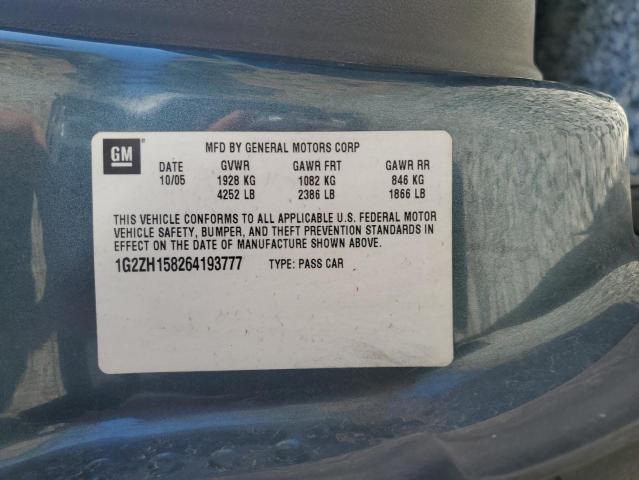 GM
MFD BY GENERAL MOTORS CORP
DATE GVWR GAWR FRT GAWR RR
10/05 1928 KG 1082 KG 846 KG
4252 LB 2386 LB 1866 LB
THIS VEHICLE CONFORMS TO ALL APPLICABLE U.S. FEDERAL MOTOR
VEHICLE SAFETY, BUMPER, AND THEFT PREVENTION STANDARDS IN
EFFECT ON THE DATE OF MANUFACTURE SHOWN ABOVE.
1G2ZH158264193777 TYPE: PASS CAR